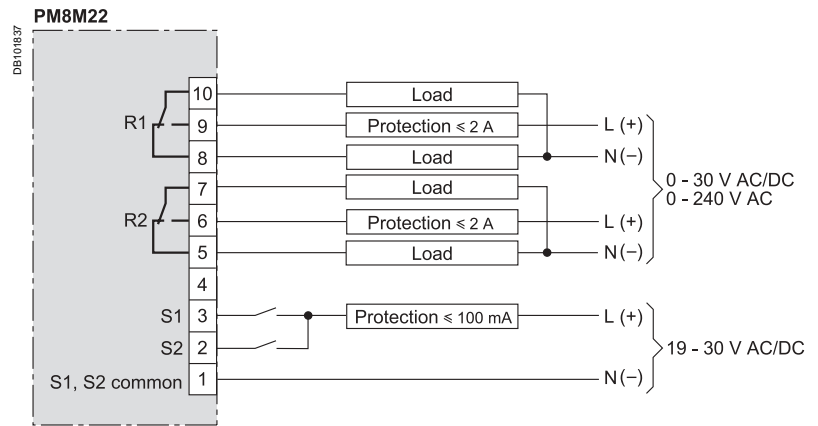 PM8M22
DB101837
10 Load
R1 9 Protection ⩽ 2 A L (+)
8 Load N(−)
7 Load
0 - 30 V AC/DC
0 - 240 V AC
R2 6 Protection ⩽ 2 A L (+)
5 Load N(−)
4
S1 3 Protection ⩽ 100 mA L (+)
S2 2
19 - 30 V AC/DC
S1, S2 common 1 N(−)